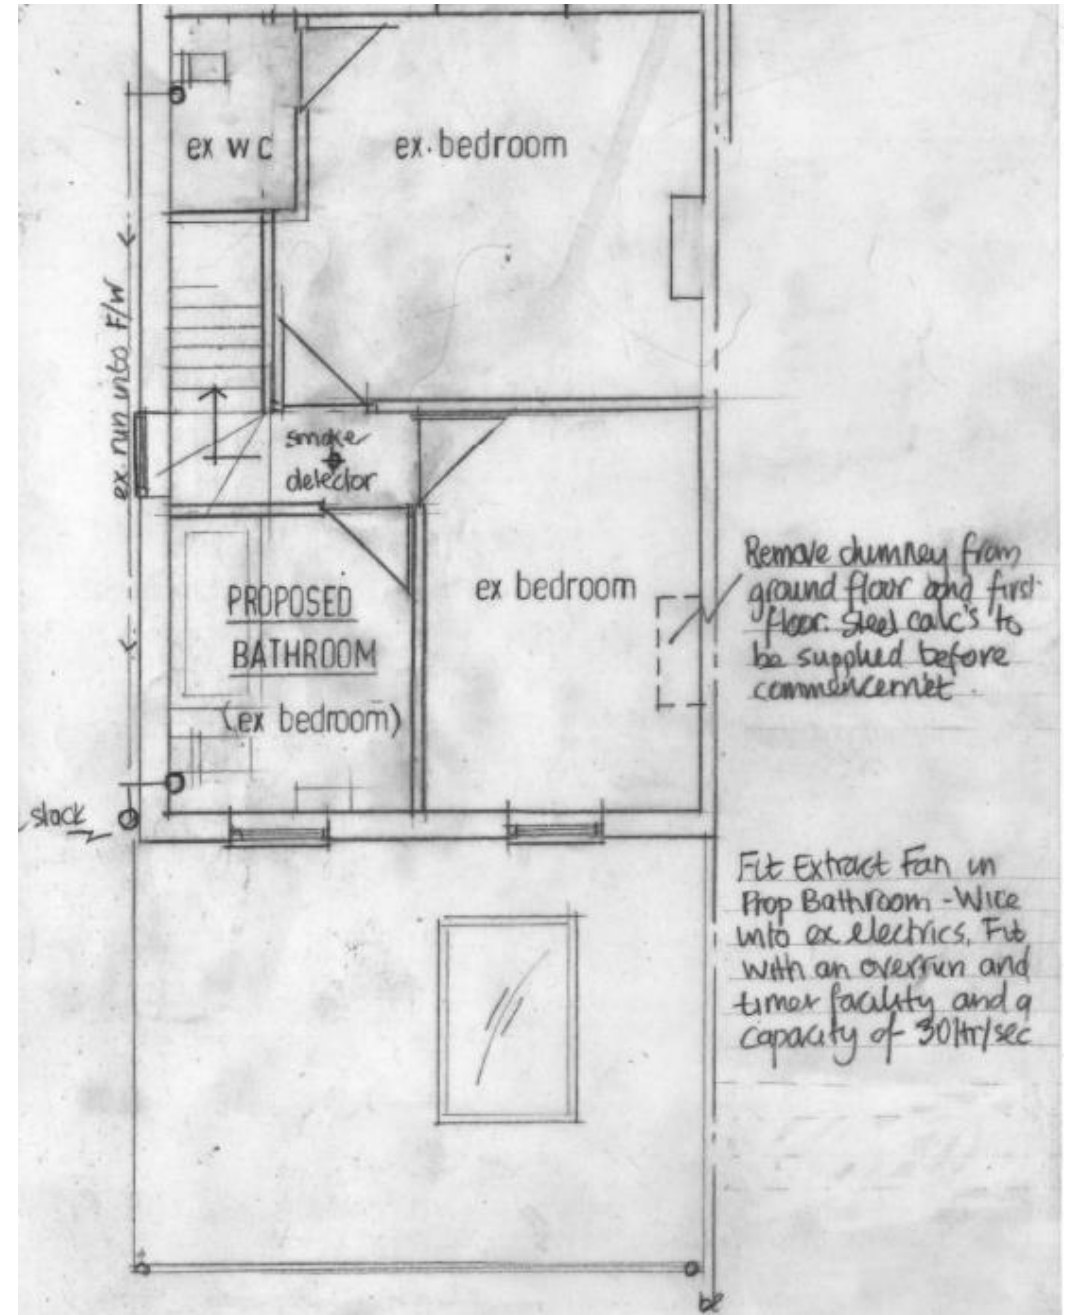 ex w c
ex. bedroom
ex run into F/W
smoke
detector
PROPOSED
BATHROOM
(ex bedroom)
ex bedroom
Remove chumney from
ground floor and first
floor. Steel calc's to
be supplied before
commencemet.
stack
Fit Extract Fan in
Prop Bathroom - Wire
into ex electrics, Fit
with an overrun and
timer facility and a
capacity of 30ltr/sec
bl